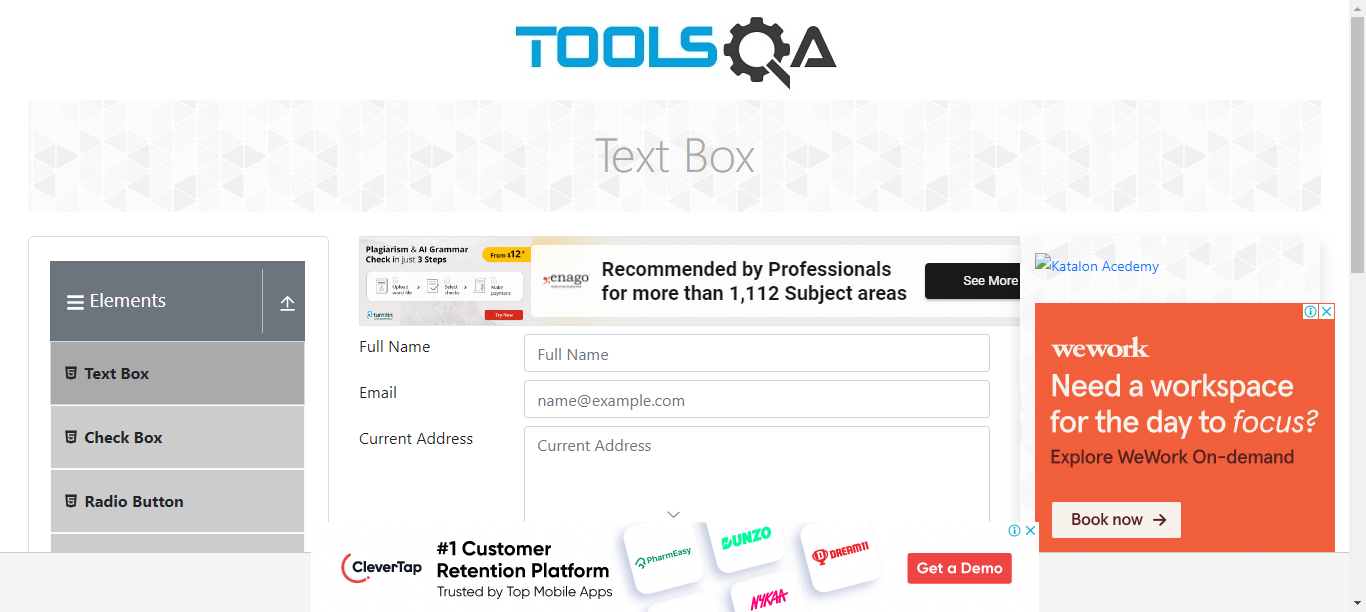 TOOLSQA
Text Box
Elements
Text Box
Check Box
Radio Button
Plagiarism & AI Grammar
Check in just 3 Steps
From $12*
Upload
word file
Select
checks
Make
payment
turnitin
Try Now
enago
Recommended by Professionals
for more than 1,112 Subject areas
See More
Full Name
Full Name
Email
name@example.com
Current Address
Current Address
Katalon Acedemy
wework
Need a workspace
for the day to focus?
Explore WeWork On-demand
Book now →
CleverTap
#1 Customer
Retention Platform
Trusted by Top Mobile Apps
PharmEasy
DUNZO
DREAM11
NYKAA
Get a Demo